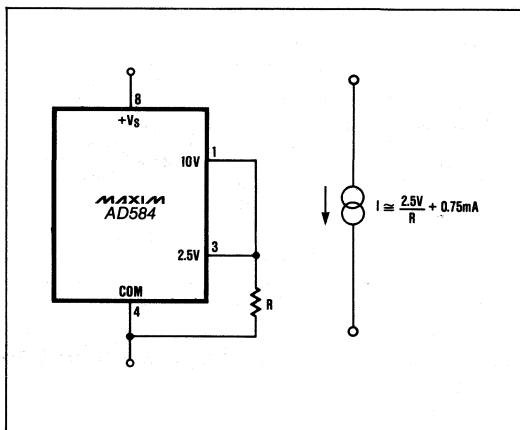 8
+VS
1
10V
MAXIM
AD584
2.5V
3
COM
4
R
I ≅ 2.5V/R + 0.75mA